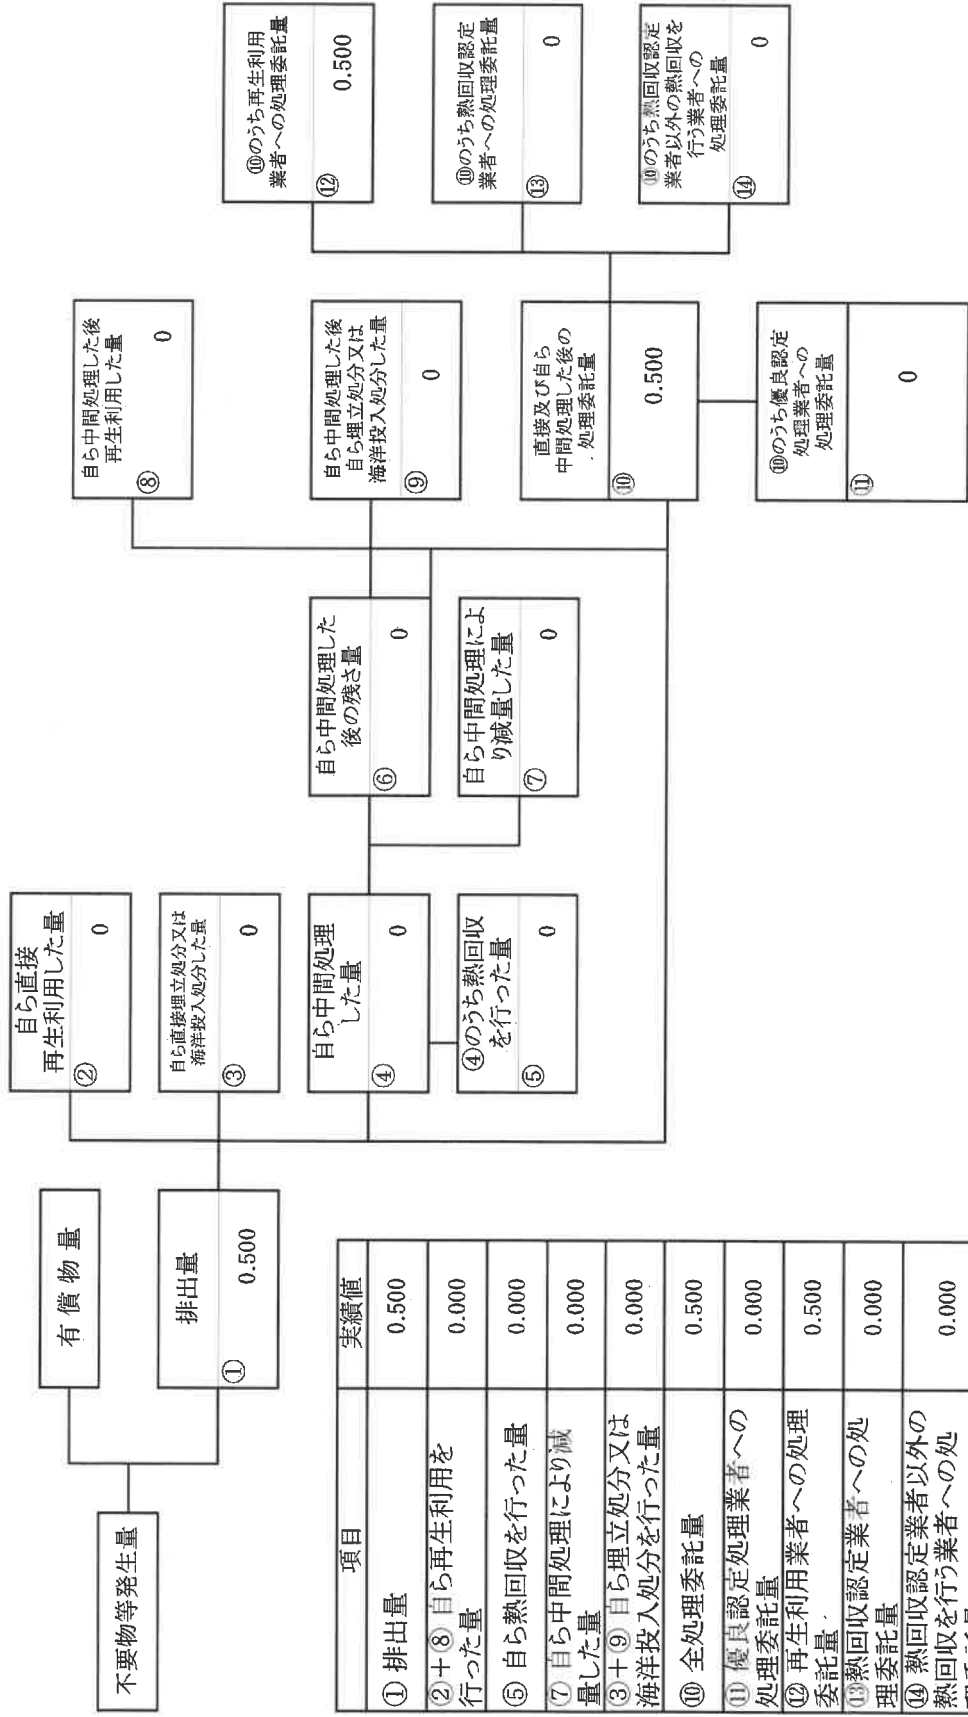 不要物等発生量
有償物量
排出量
① 0.500
自ら直接
再生利用した量
② 0
自ら直接埋立処分又は
海洋投入処分した量
③ 0
自ら中間処理
した量
④ 0
④のうち熱回収
を行った量
⑤ 0
自ら中間処理した
後の残さ量
⑥ 0
自ら中間処理によ
り減量した量
⑦ 0
自ら中間処理した後
再生利用した量
⑧ 0
自ら中間処理した後
自ら埋立処分又は
海洋投入処分した量
⑨ 0
直接及び自ら
中間処理した後の
処理委託量
⑩ 0.500
⑩のうち優良認定
処理業者への
処理委託量
⑪ 0
⑩のうち再生利用
業者への処理委託量
⑫ 0.500
⑩のうち熱回収認定
業者への処理委託量
⑬ 0
⑩のうち熱回収認定
業者以外の熱回収を
行う業者への
処理委託量
⑭ 0
項目 実績値
① 排出量 0.500
②+⑧ 自ら再生利用を
行った量 0.000
⑤ 自ら熱回収を行った量 0.000
⑦ 自ら中間処理により減
量した量 0.000
③+⑨ 自ら埋立処分又は
海洋投入処分を行った量 0.000
⑩ 全処理委託量 0.500
⑪ 優良認定処理業者への
処理委託量 0.000
⑫ 再生利用業者への処理
委託量 0.500
⑬熱回収認定業者への処
理委託量 0.000
⑭ 熱回収認定業者以外の
熱回収を行う業者への処 0.000